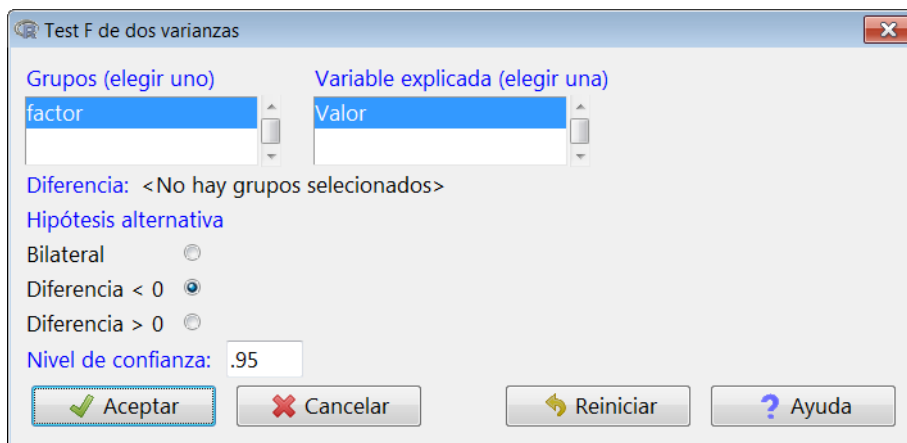 Test F de dos varianzas
Grupos (elegir uno)
Variable explicada (elegir una)
factor
Valor
Diferencia: <No hay grupos selecionados>
Hipótesis alternativa
Bilateral
Diferencia < 0
Diferencia > 0
Nivel de confianza: .95
Aceptar
Cancelar
Reiniciar
? Ayuda